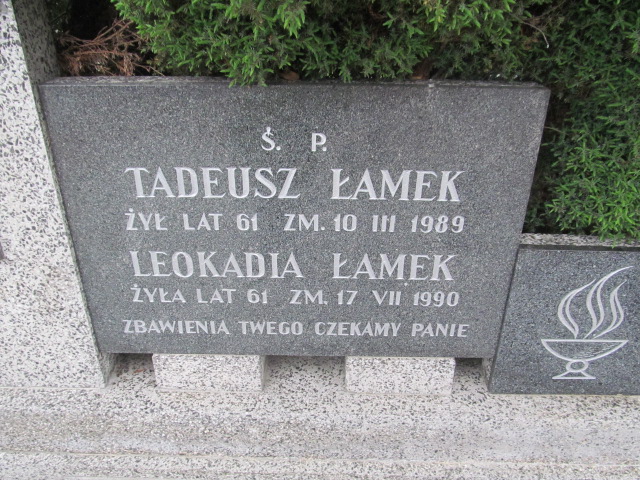 Ś. P.
TADEUSZ ŁAMEK
ŻYŁ LAT 61 ZM. 10 III 1989
LEOKADIA ŁAMEK
ŻYŁA LAT 61 ZM. 17 VII 1990
ZBAWIENIA TWEGO CZEKAMY PANIE